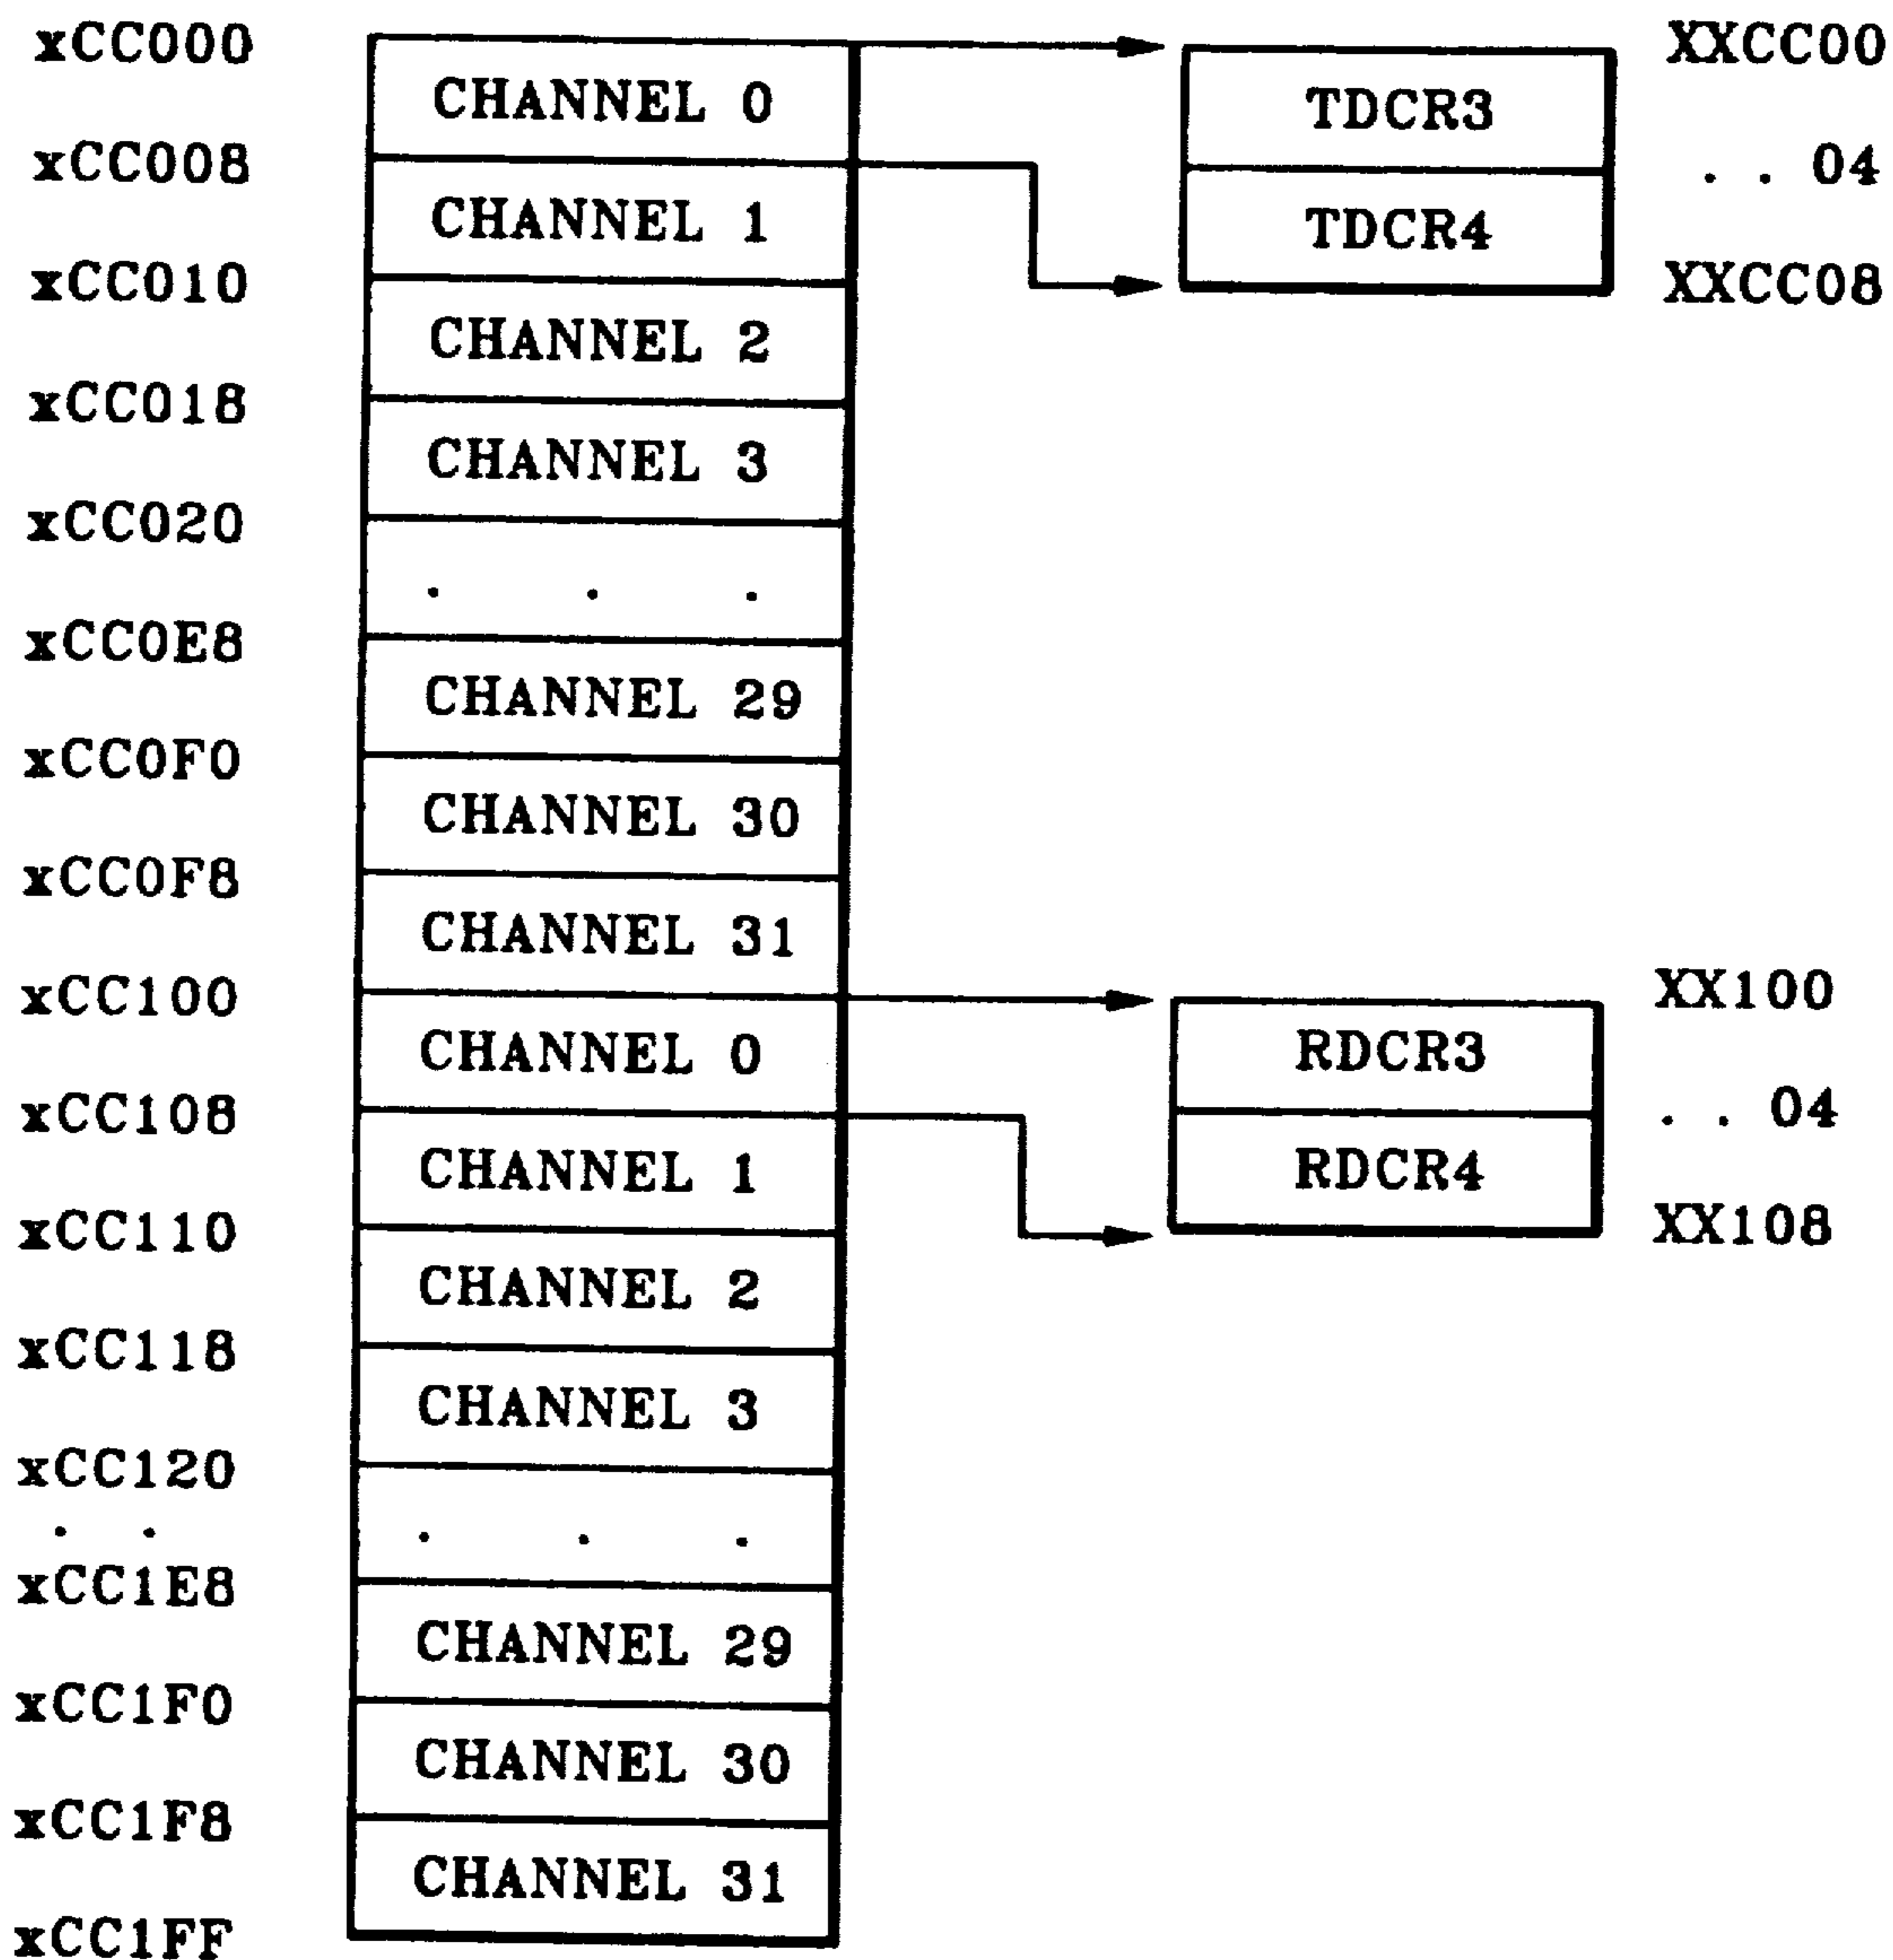 xCC000
CHANNEL 0
XXCC00
TDCR3
xCC008
. . 04
CHANNEL 1
TDCR4
xCC010
XXCC08
CHANNEL 2
xCC018
CHANNEL 3
xCC020
. . .
xCC0E8
CHANNEL 29
xCC0F0
CHANNEL 30
xCC0F8
CHANNEL 31
xCC100
XX100
CHANNEL 0
RDCR3
xCC108
. . 04
CHANNEL 1
RDCR4
xCC110
XX108
CHANNEL 2
xCC118
CHANNEL 3
xCC120
. . . . .
xCC1E8
CHANNEL 29
xCC1F0
CHANNEL 30
xCC1F8
CHANNEL 31
xCC1FF